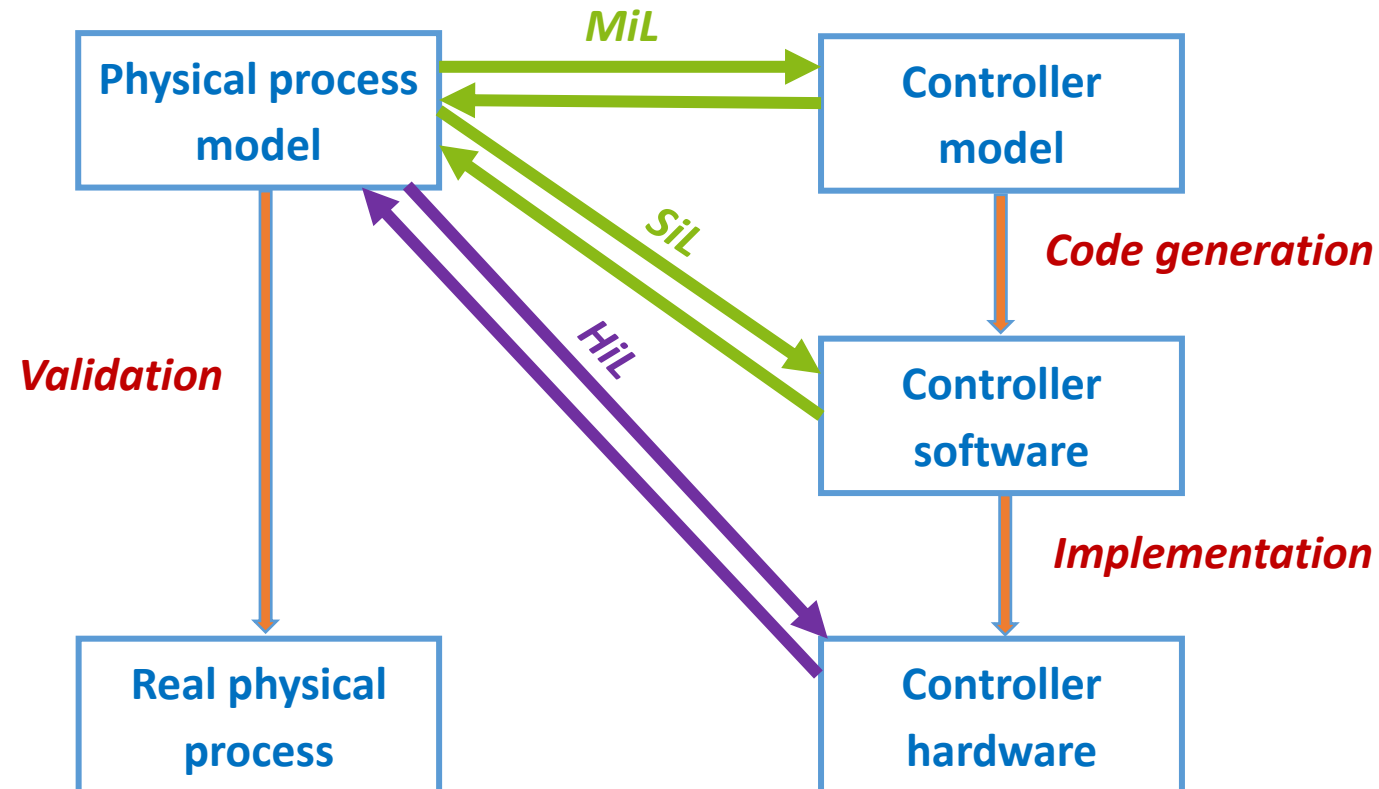 MiL
Physical process
model
Controller
model
SiL
Code generation
HiL
Validation
Controller
software
Implementation
Real physical
process
Controller
hardware